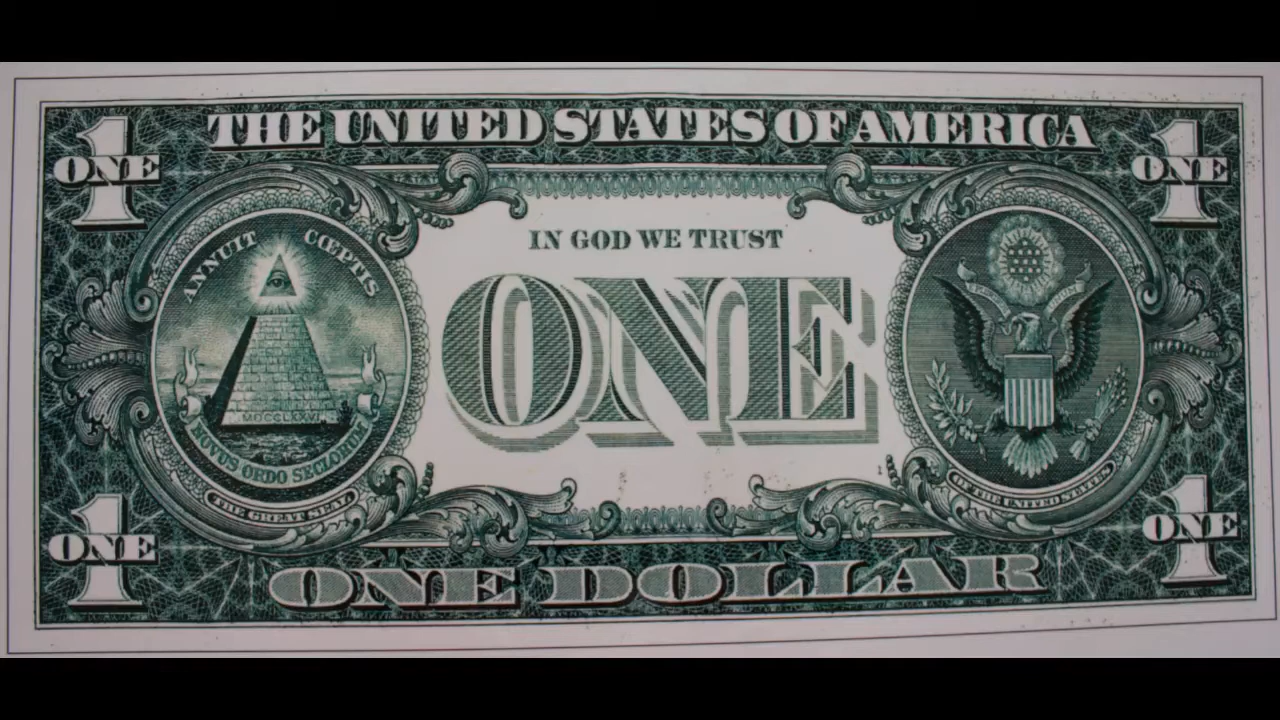 THE UNITED STATES OF AMERICA
1
ONE
1
ONE
ANNUIT CŒPTIS
IN GOD WE TRUST
ONE
MDCCLXXVI
NOVUS ORDO SECLORUM
THE GREAT SEAL
OF THE UNITED STATES
1
ONE
1
ONE
ONE DOLLAR